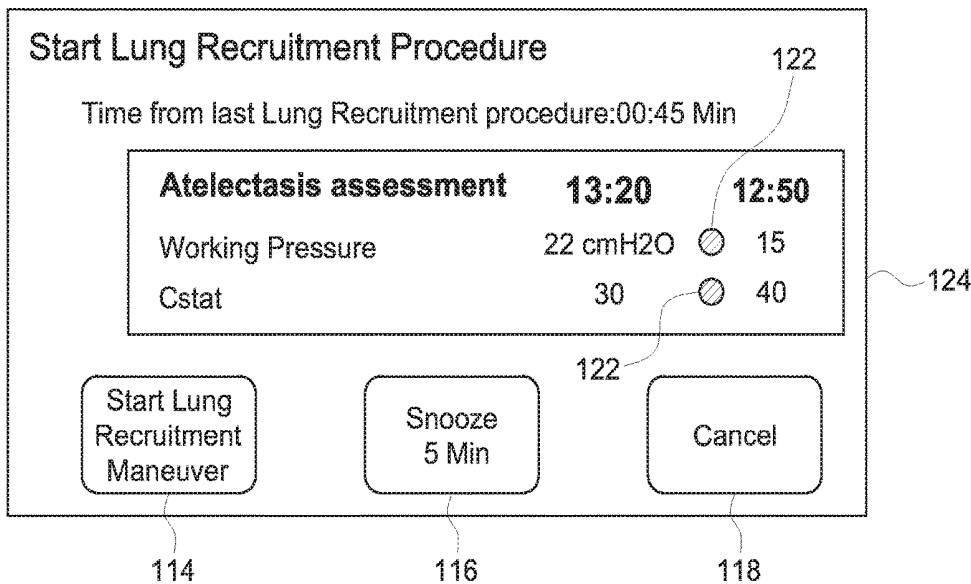 Start Lung Recruitment Procedure
122
Time from last Lung Recruitment procedure:00:45 Min
Atelectasis assessment 13:20 12:50
Working Pressure 22 cmH2O 15
124
Cstat 30 40
122
Start Lung
Recruitment
Maneuver
Snooze
5 Min
Cancel
114 116 118